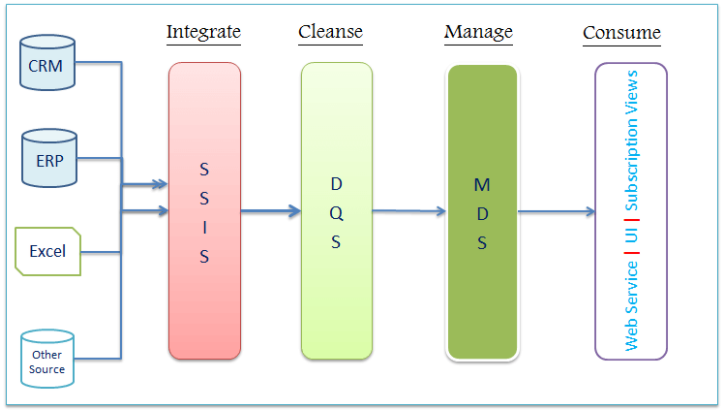 Integrate
Cleanse
Manage
Consume
CRM
ERP
Excel
Other
Source
S
S
I
S
D
Q
S
M
D
S
Web Service | UI | Subscription Views